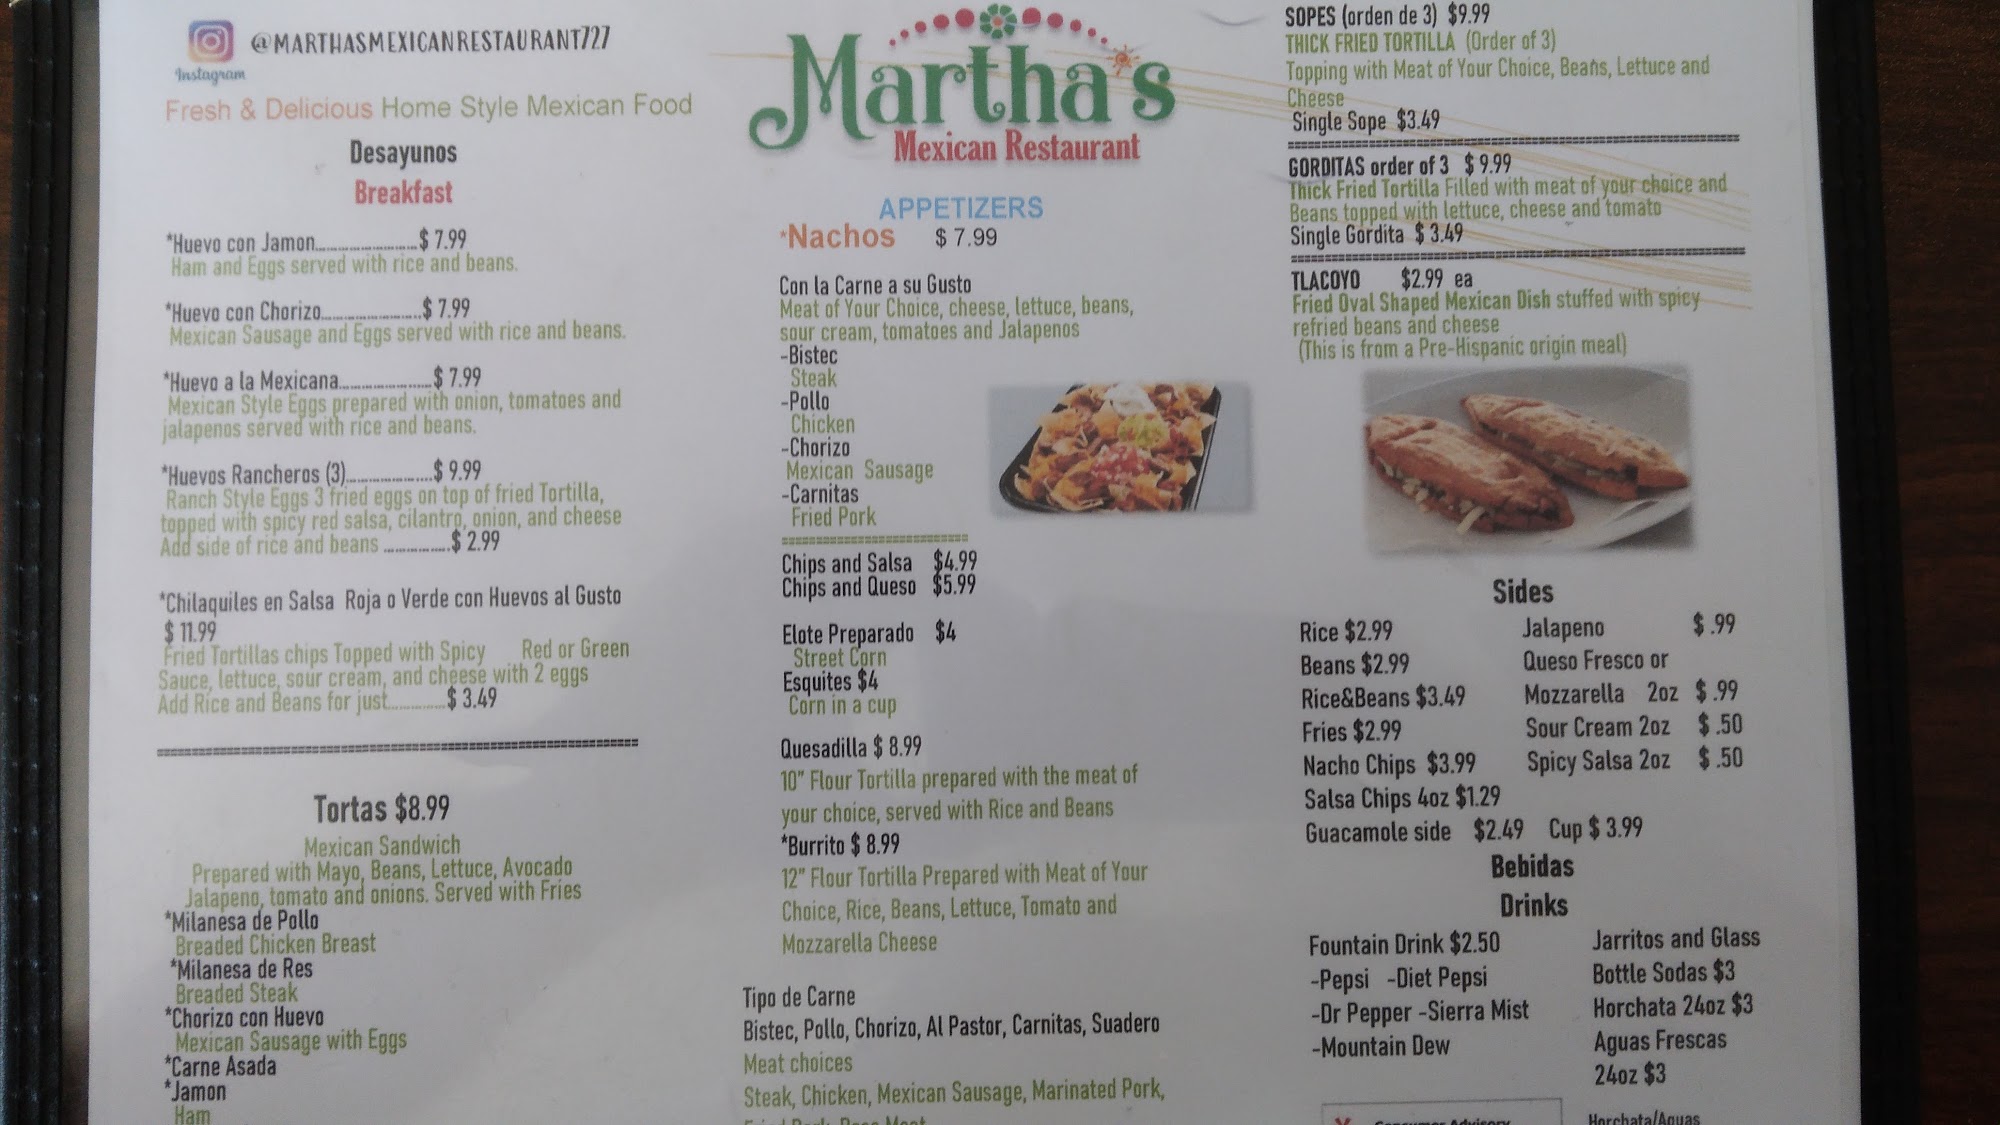 @MARTHASMEXICANRESTAURANT727
Instagram
Fresh & Delicious Home Style Mexican Food
Desayunos
Breakfast
*Huevo con Jamon.....................$ 7.99
Ham and Eggs served with rice and beans.
*Huevo con Chorizo.....................$ 7.99
Mexican Sausage and Eggs served with rice and beans.
*Huevo a la Mexicana.....................$ 7.99
Mexican Style Eggs prepared with onion, tomatoes and
jalapenos served with rice and beans.
*Huevos Rancheros (3)....................$ 9.99
Ranch Style Eggs 3 fried eggs on top of fried Tortilla,
topped with spicy red salsa, cilantro, onion, and cheese
Add side of rice and beans ...............$ 2.99
*Chilaquiles en Salsa Roja o Verde con Huevos al Gusto
$ 11.99
Fried Tortillas chips Topped with Spicy Red or Green
Sauce, lettuce, sour cream, and cheese with 2 eggs
Add Rice and Beans for just.............$ 3.49
Tortas $8.99
Mexican Sandwich
Prepared with Mayo, Beans, Lettuce, Avocado
Jalapeno, tomato and onions. Served with Fries
*Milanesa de Pollo
Breaded Chicken Breast
*Milanesa de Res
Breaded Steak
*Chorizo con Huevo
Mexican Sausage with Eggs
*Carne Asada
*Jamon
Ham
Martha's
Mexican Restaurant
APPETIZERS
*Nachos $ 7.99
Con la Carne a su Gusto
Meat of Your Choice, cheese, lettuce, beans,
sour cream, tomatoes and Jalapenos
-Bistec
Steak
-Pollo
Chicken
-Chorizo
Mexican Sausage
-Carnitas
Fried Pork
Chips and Salsa $4.99
Chips and Queso $5.99
Elote Preparado $4
Street Corn
Esquites $4
Corn in a cup
Quesadilla $ 8.99
10" Flour Tortilla prepared with the meat of
your choice, served with Rice and Beans
*Burrito $ 8.99
12" Flour Tortilla Prepared with Meat of Your
Choice, Rice, Beans, Lettuce, Tomato and
Mozzarella Cheese
Tipo de Carne
Bistec, Pollo, Chorizo, Al Pastor, Carnitas, Suadero
Meat choices
Steak, Chicken, Mexican Sausage, Marinated Pork,
SOPES (orden de 3) $9.99
THICK FRIED TORTILLA (Order of 3)
Topping with Meat of Your Choice, Beans, Lettuce and
Cheese
Single Sope $3.49
GORDITAS order of 3 $ 9.99
Thick Fried Tortilla Filled with meat of your choice and
Beans topped with lettuce, cheese and tomato
Single Gordita $ 3.49
TLACOYO $2.99 ea
Fried Oval Shaped Mexican Dish stuffed with spicy
refried beans and cheese
(This is from a Pre-Hispanic origin meal)
Sides
Rice $2.99
Beans $2.99
Rice&Beans $3.49
Fries $2.99
Nacho Chips $3.99
Salsa Chips 4oz $1.29
Guacamole side $2.49 Cup $ 3.99
Jalapeno $ .99
Queso Fresco or
Mozzarella 2oz $ .99
Sour Cream 2oz $ .50
Spicy Salsa 2oz $ .50
Bebidas
Drinks
Fountain Drink $2.50
-Pepsi -Diet Pepsi
-Dr Pepper -Sierra Mist
-Mountain Dew
Jarritos and Glass
Bottle Sodas $3
Horchata 24oz $3
Aguas Frescas
24oz $3
Consumer Advisory
Horchata/Aguas